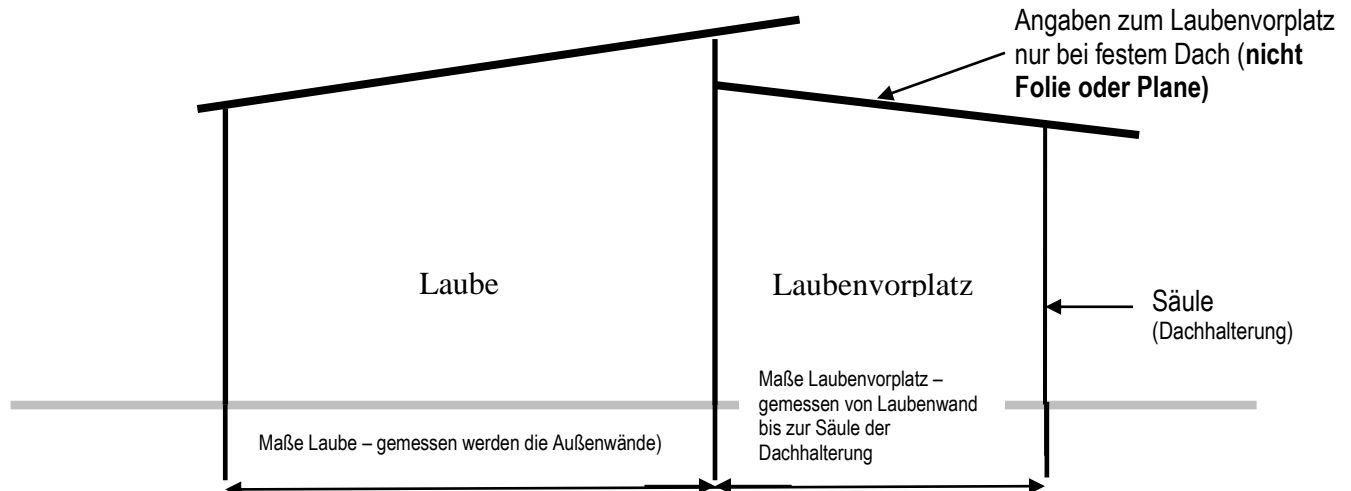 Angaben zum Laubenvorplatz
nur bei festem Dach (nicht
Folie oder Plane)
Laube
Laubenvorplatz
Säule
(Dachhalterung)
Maße Laubenvorplatz –
gemessen von Laubenwand
bis zur Säule der
Dachhalterung
Maße Laube – gemessen werden die Außenwände)